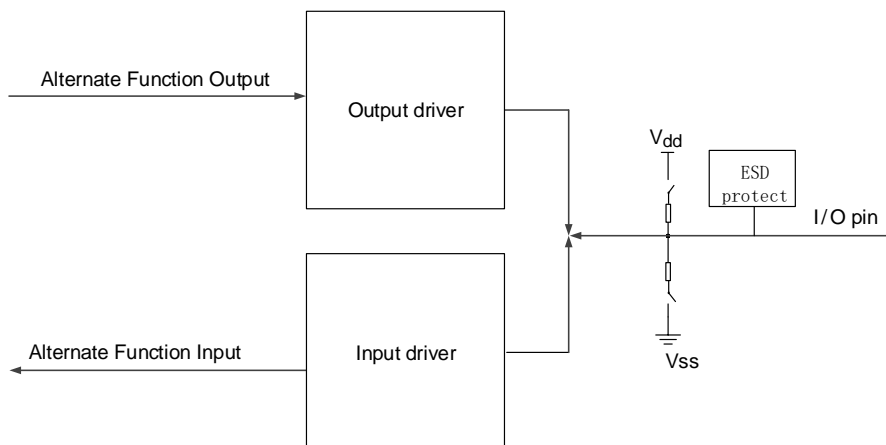 Alternate Function Output
Output driver
Vdd
ESD
protect
I/O pin
Alternate Function Input
Input driver
Vss